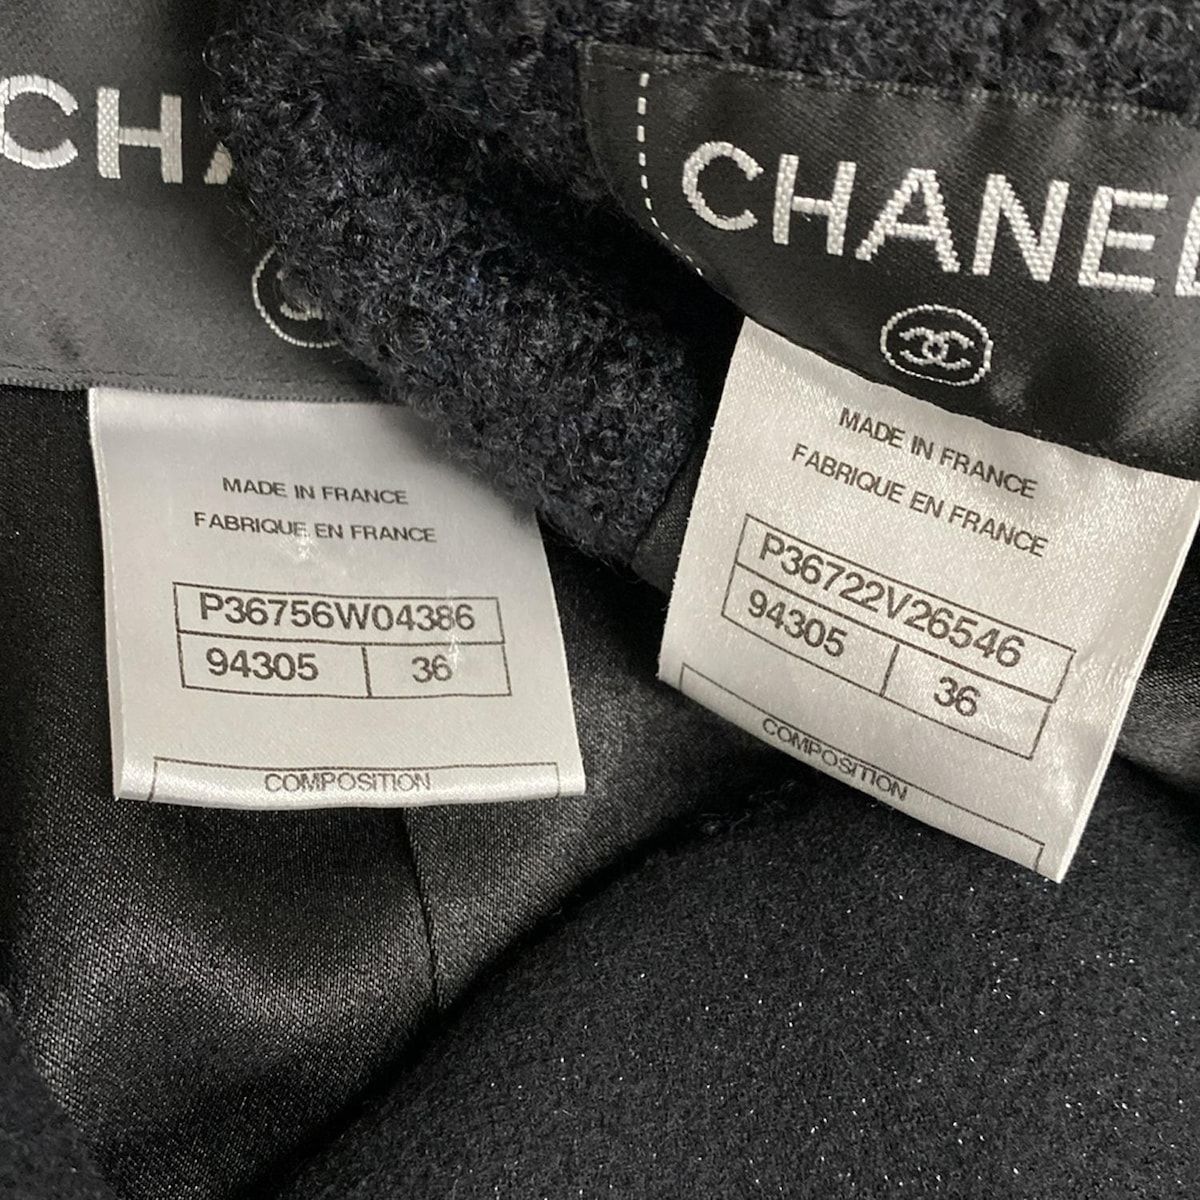 CHA
MADE IN FRANCE
FABRIQUE EN FRANCE
P36756W04386
94305 36
COMPOSITION
CHANEL
MADE IN FRANCE
FABRIQUE EN FRANCE
P36722V26546
94305 36
COMPOSITION